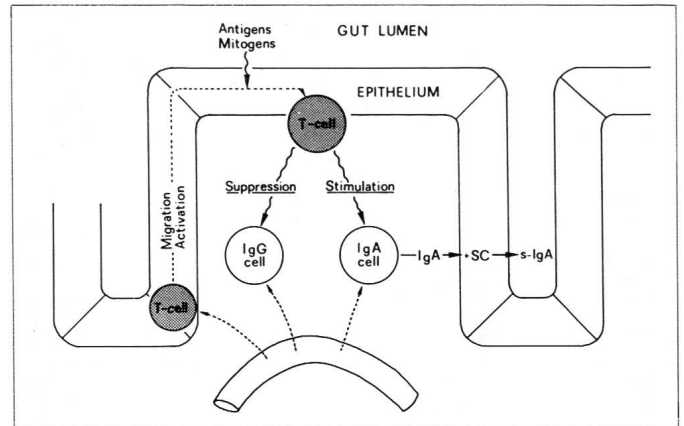 Antigens
Mitogens
GUT LUMEN
EPITHELIUM
T-cell
Suppression
Stimulation
Migration
Activation
IgG
cell
IgA
cell
IgA
+SC
s-IgA
T-cell